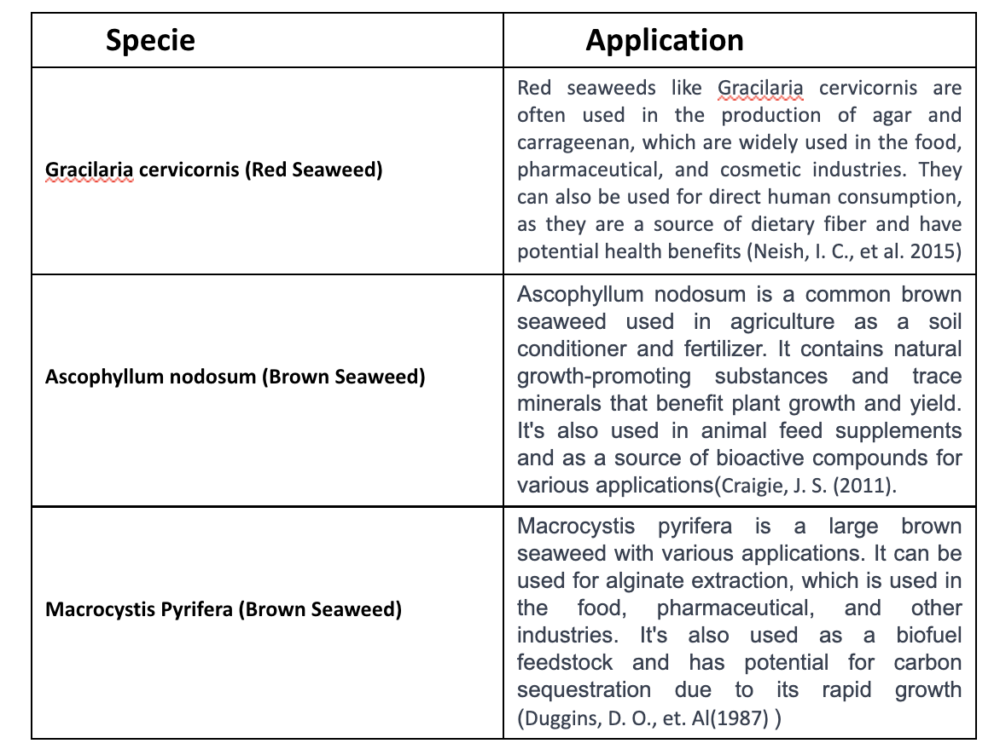 Specie
Application
Gracilaria cervicornis (Red Seaweed)
Red seaweeds like Gracilaria cervicornis are
often used in the production of agar and
carrageenan, which are widely used in the food,
pharmaceutical, and cosmetic industries. They
can also be used for direct human consumption,
as they are a source of dietary fiber and have
potential health benefits (Neish, I. C., et al. 2015)
Ascophyllum nodosum (Brown Seaweed)
Ascophyllum nodosum is a common brown
seaweed used in agriculture as a soil
conditioner and fertilizer. It contains natural
growth-promoting substances and trace
minerals that benefit plant growth and yield.
It's also used in animal feed supplements
and as a source of bioactive compounds for
various applications(Craigie, J. S. (2011).
Macrocystis Pyrifera (Brown Seaweed)
Macrocystis pyrifera is a large brown
seaweed with various applications. It can be
used for alginate extraction, which is used in
the food, pharmaceutical, and other
industries. It's also used as a biofuel
feedstock and has potential for carbon
sequestration due to its rapid growth
(Duggins, D. O., et. Al(1987) )